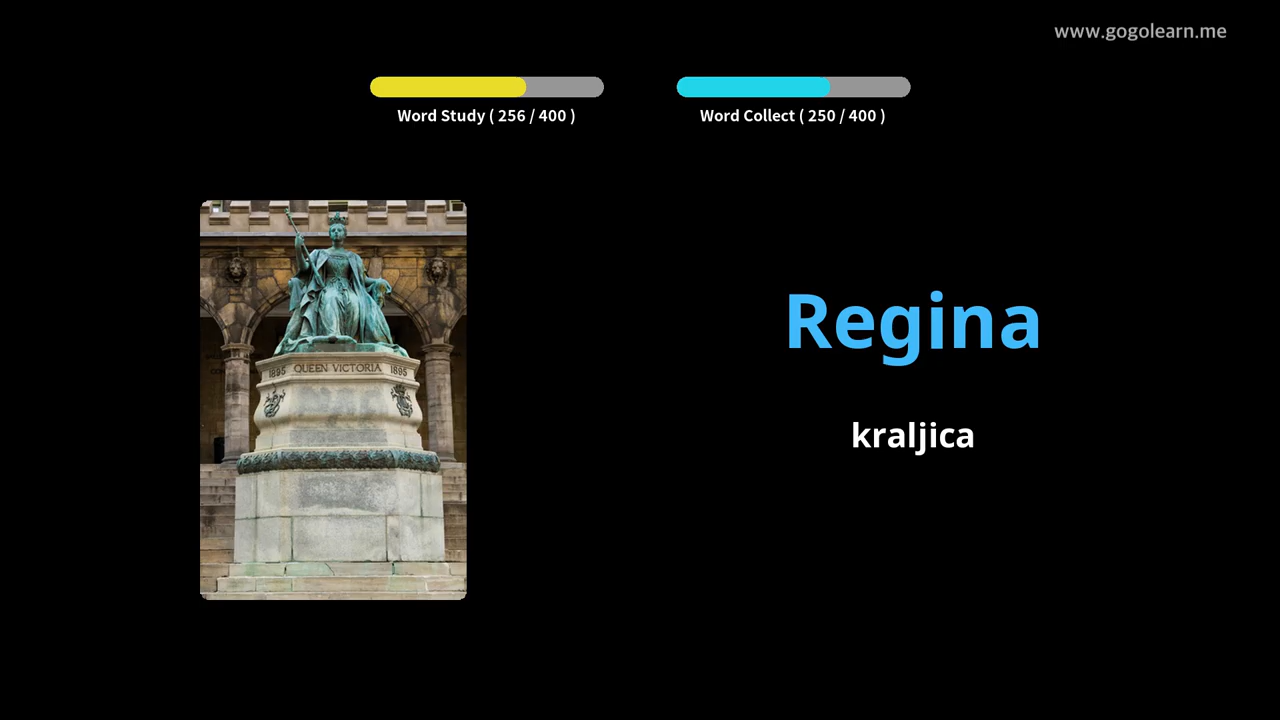 www.gogolearn.me
Word Study ( 256 / 400 )
Word Collect ( 250 / 400 )
1895 QUEEN VICTORIA 1895
Regina
kraljica